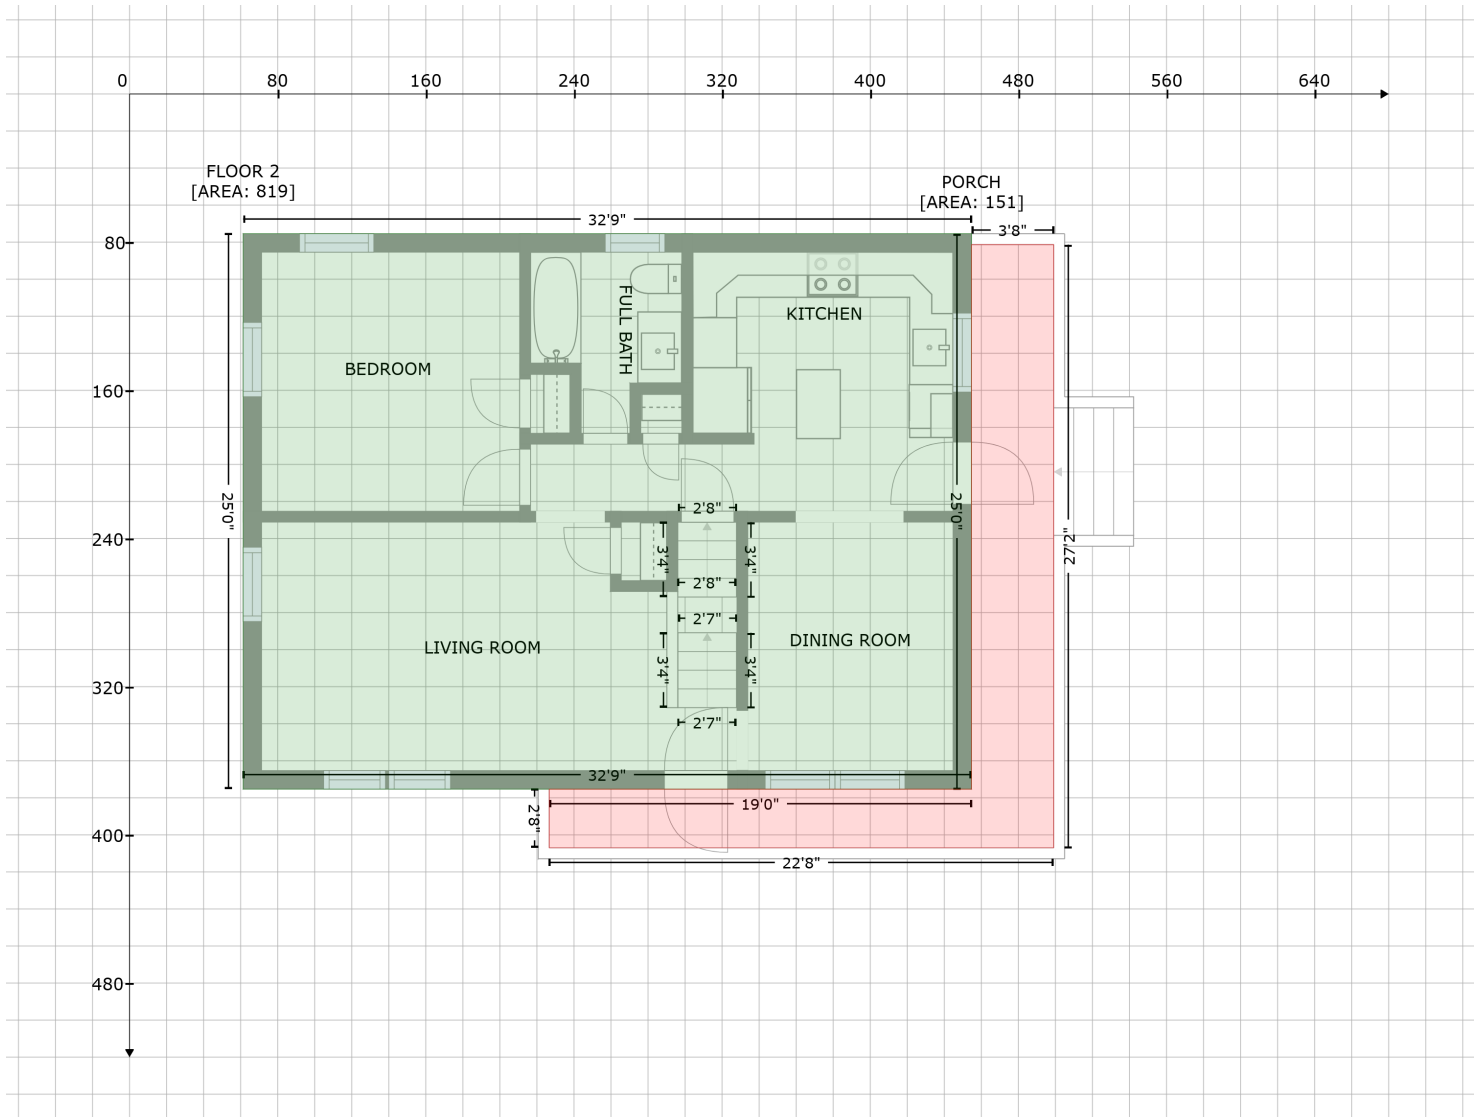 0 80 160 240 320 400 480 560 640
FLOOR 2
[AREA: 819]
PORCH
[AREA: 151]
32'9"
3'8"
80
FULL BATH
KITCHEN
BEDROOM
160
2'8"
25'0"
25'0"
240
3'4"
3'4"
27'2"
2'8"
2'7"
LIVING ROOM
DINING ROOM
3'4"
3'4"
320
2'7"
32'9"
19'0"
2'8"
400
22'8"
480